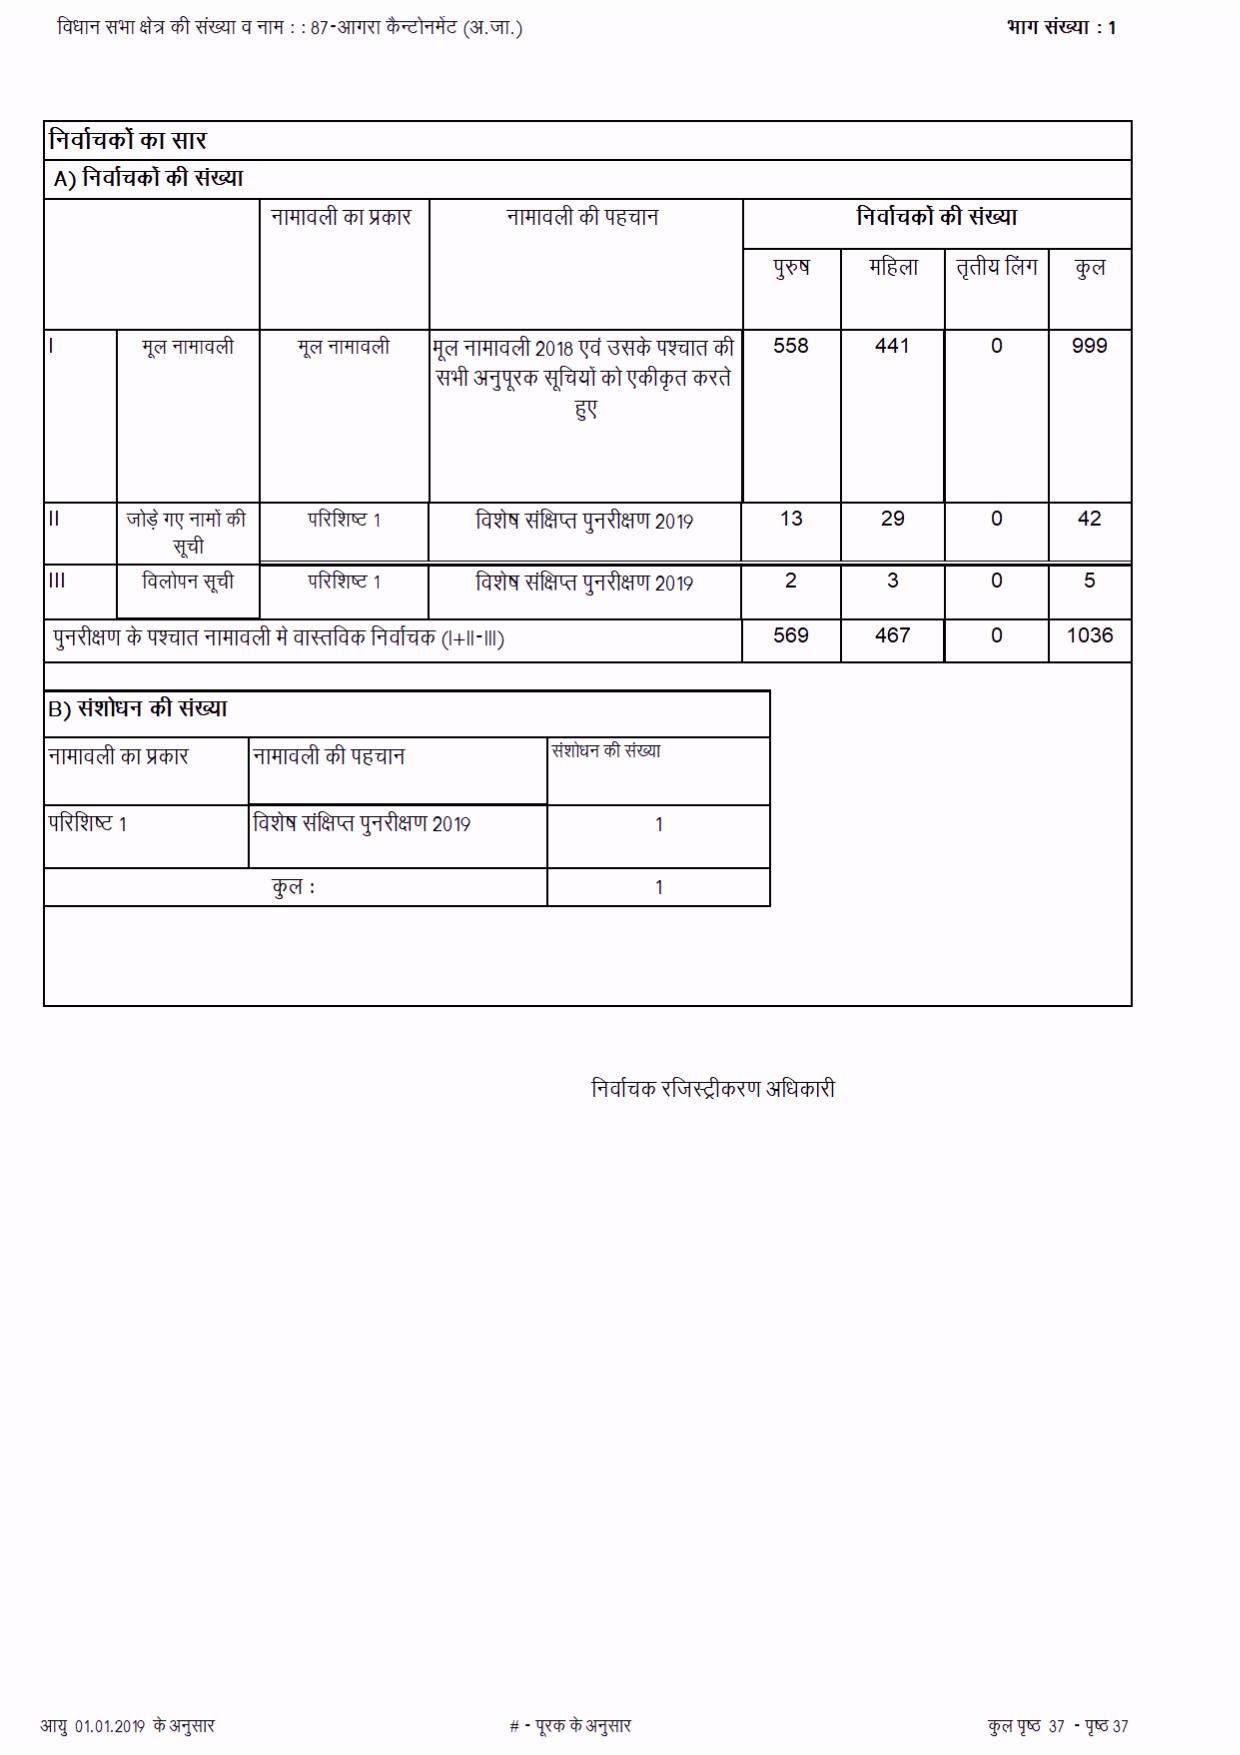 विधान सभा क्षेत्र की संख्या व नाम : : 87-आगरा कैन्टोनमेंट (अ.जा.) भाग संख्या : 1
निर्वाचकों का सार
A) निर्वाचकों की संख्या
नामावली का प्रकार नामावली की पहचान निर्वाचकों की संख्या
पुरुष महिला तृतीय लिंग कुल
I मूल नामावली मूल नामावली मूल नामावली 2018 एवं उसके पश्चात की 558 441 0 999
सभी अनुपूरक सूचियों को एकीकृत करते
हुए
II जोड़े गए नामों की परिशिष्ट 1 विशेष संक्षिप्त पुनरीक्षण 2019 13 29 0 42
सूची
III विलोपन सूची परिशिष्ट 1 विशेष संक्षिप्त पुनरीक्षण 2019 2 3 0 5
पुनरीक्षण के पश्चात नामावली मे वास्तविक निर्वाचक (I+II-III) 569 467 0 1036
B) संशोधन की संख्या
नामावली का प्रकार नामावली की पहचान संशोधन की संख्या
परिशिष्ट 1 विशेष संक्षिप्त पुनरीक्षण 2019 1
कुल : 1
निर्वाचक रजिस्ट्रीकरण अधिकारी
आयु 01.01.2019 के अनुसार # - पूरक के अनुसार कुल पृष्ठ 37 - पृष्ठ 37